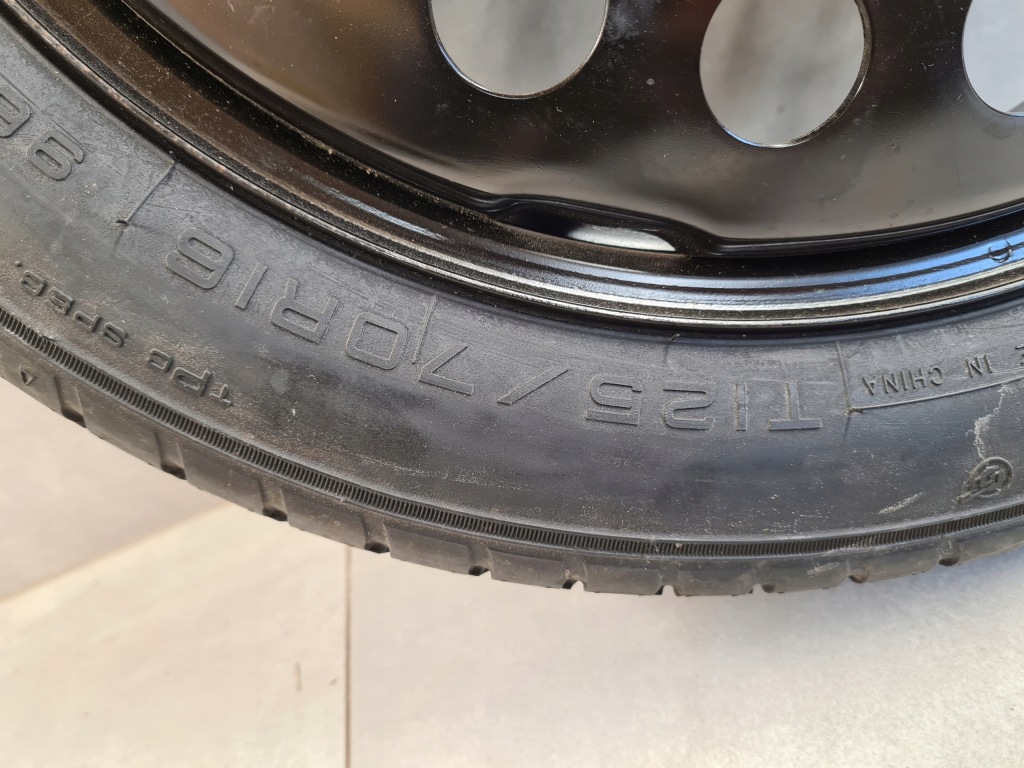 T125/70R16
TPC SPEC.
IN CHINA